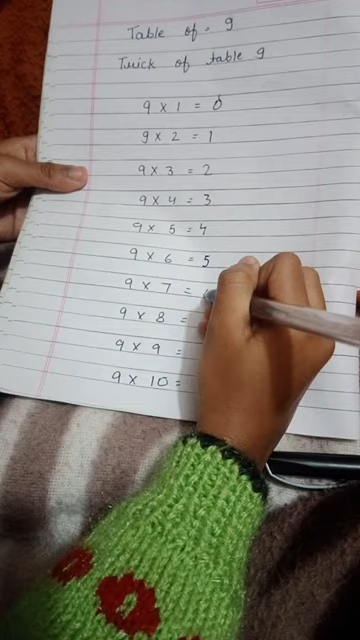 Table of. 9
Trick of table 9
9 × 1 = 0
9 × 2 = 1
9 × 3 = 2
9 × 4 = 3
9 × 5 = 4
9 × 6 = 5
9 × 7 =
9 × 8 =
9 × 9 =
9 × 10 =